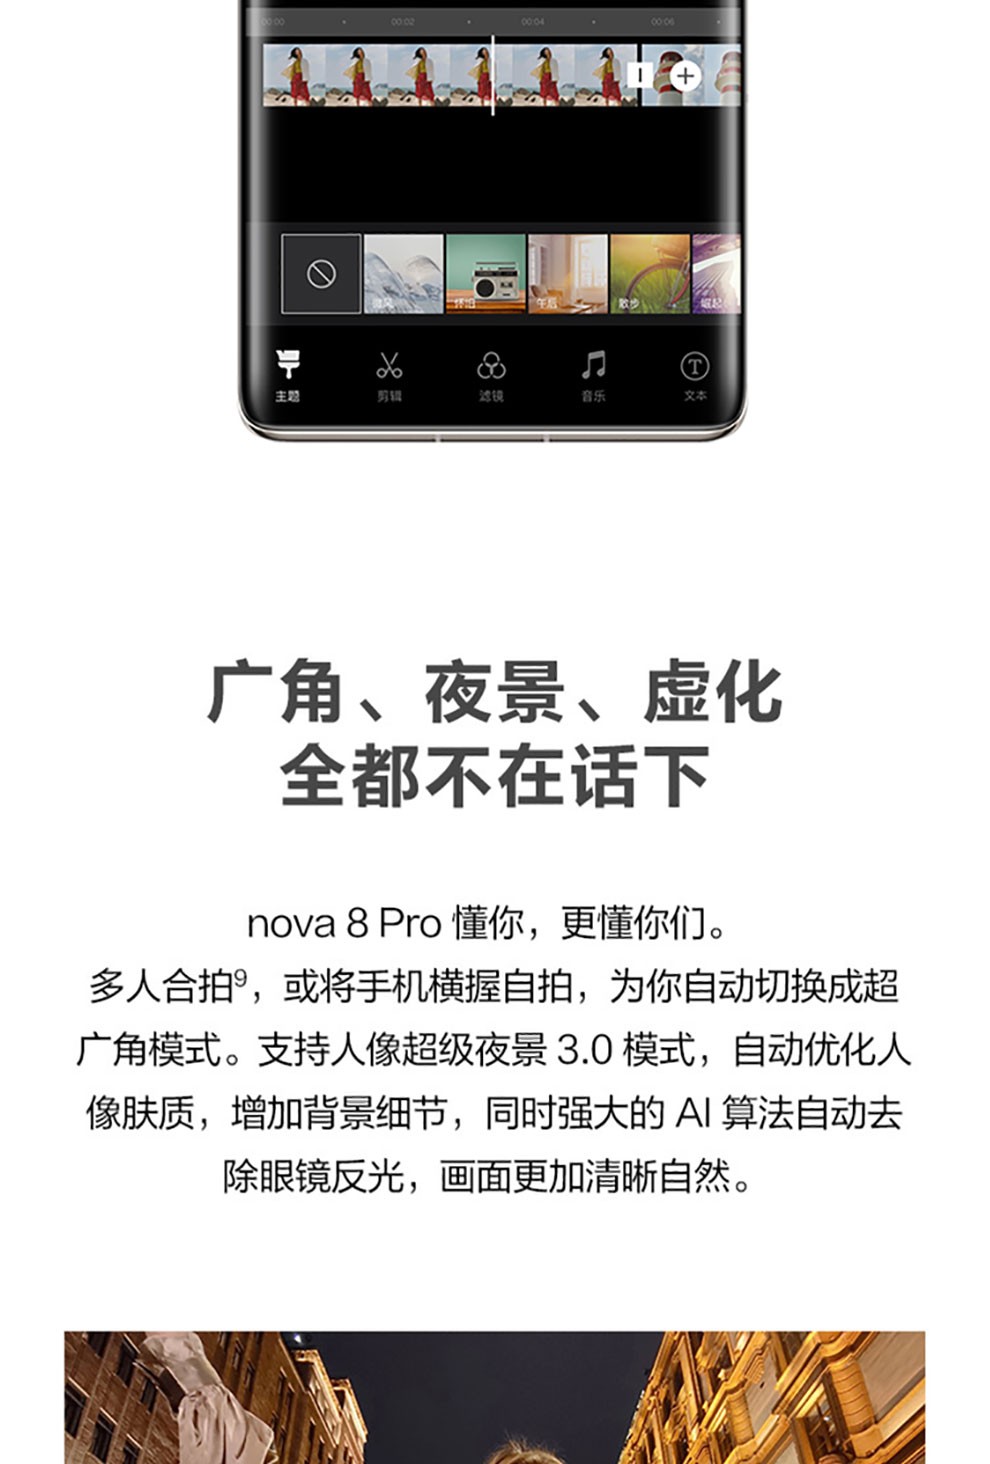 00:00 00:02 00:04 00:06
微风 怀旧 午后 散步 崛起
主题 剪辑 滤镜 音乐 文本
广角、夜景、虚化
全都不在话下
nova 8 Pro 懂你，更懂你们。
多人合拍⁹，或将手机横握自拍，为你自动切换成超
广角模式。支持人像超级夜景 3.0 模式，自动优化人
像肤质，增加背景细节，同时强大的 AI 算法自动去
除眼镜反光，画面更加清晰自然。